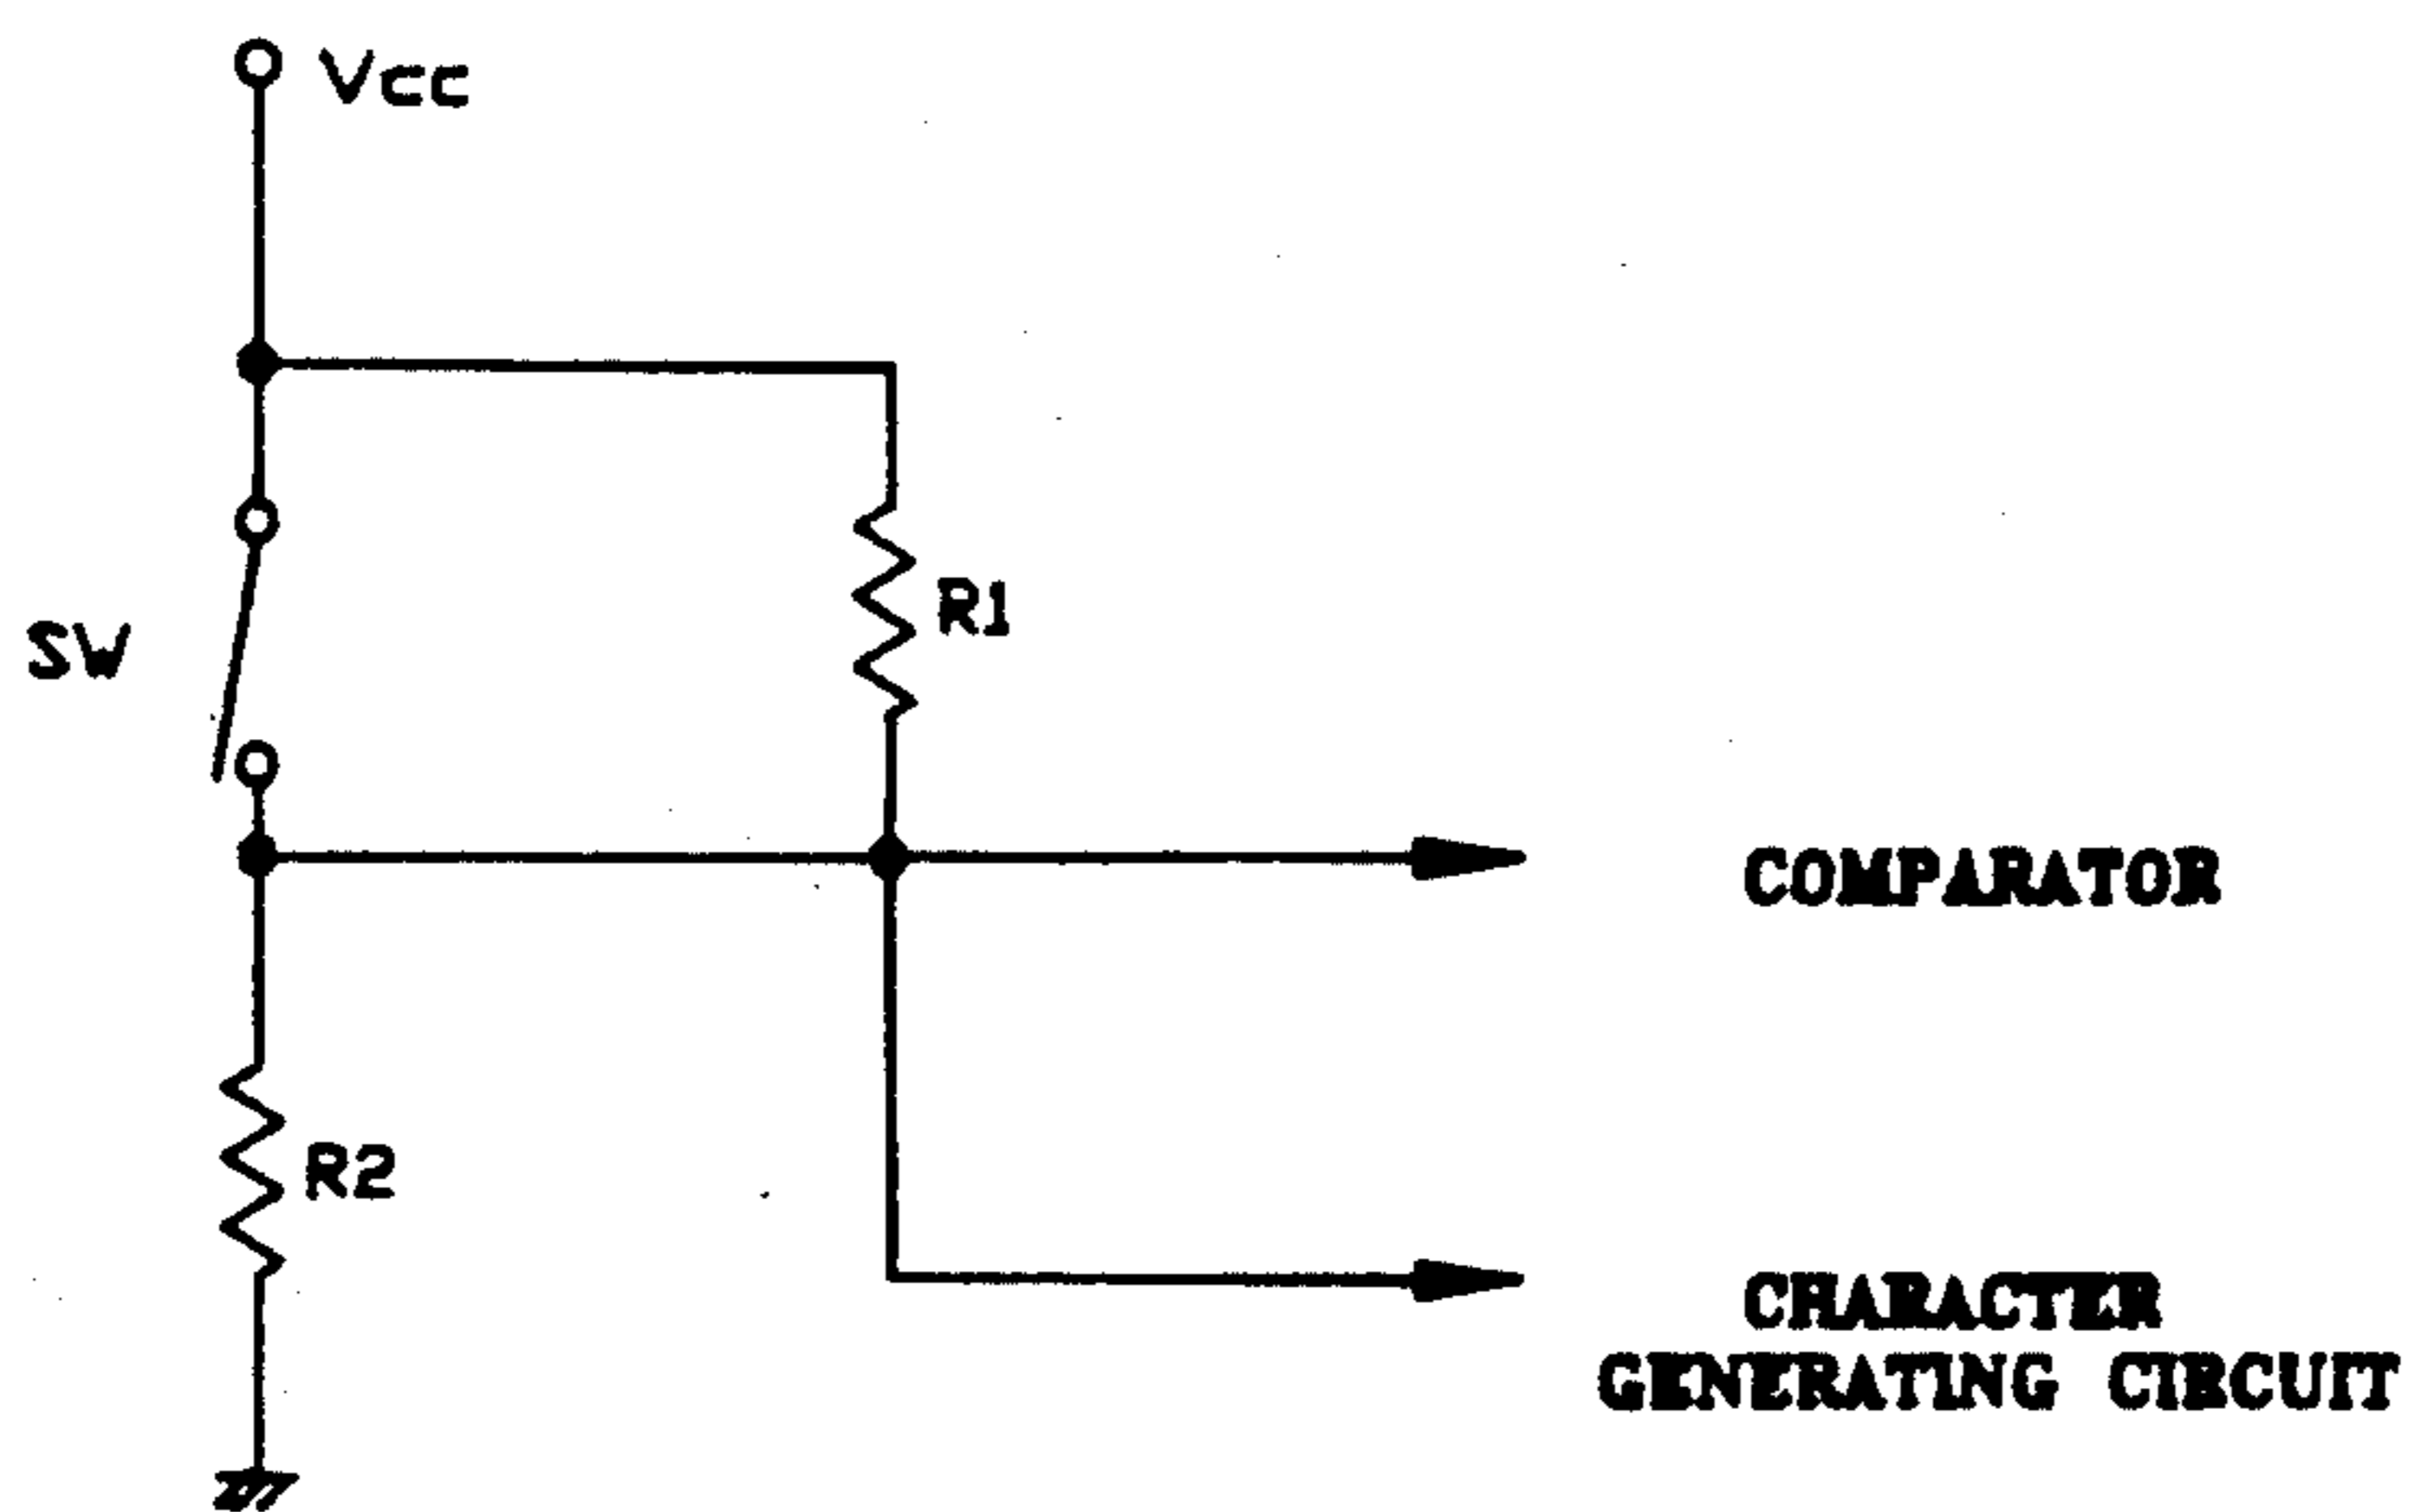 Vcc
SW
R1
COMPARATOR
R2
CHARACTER
GENERATING CIRCUIT